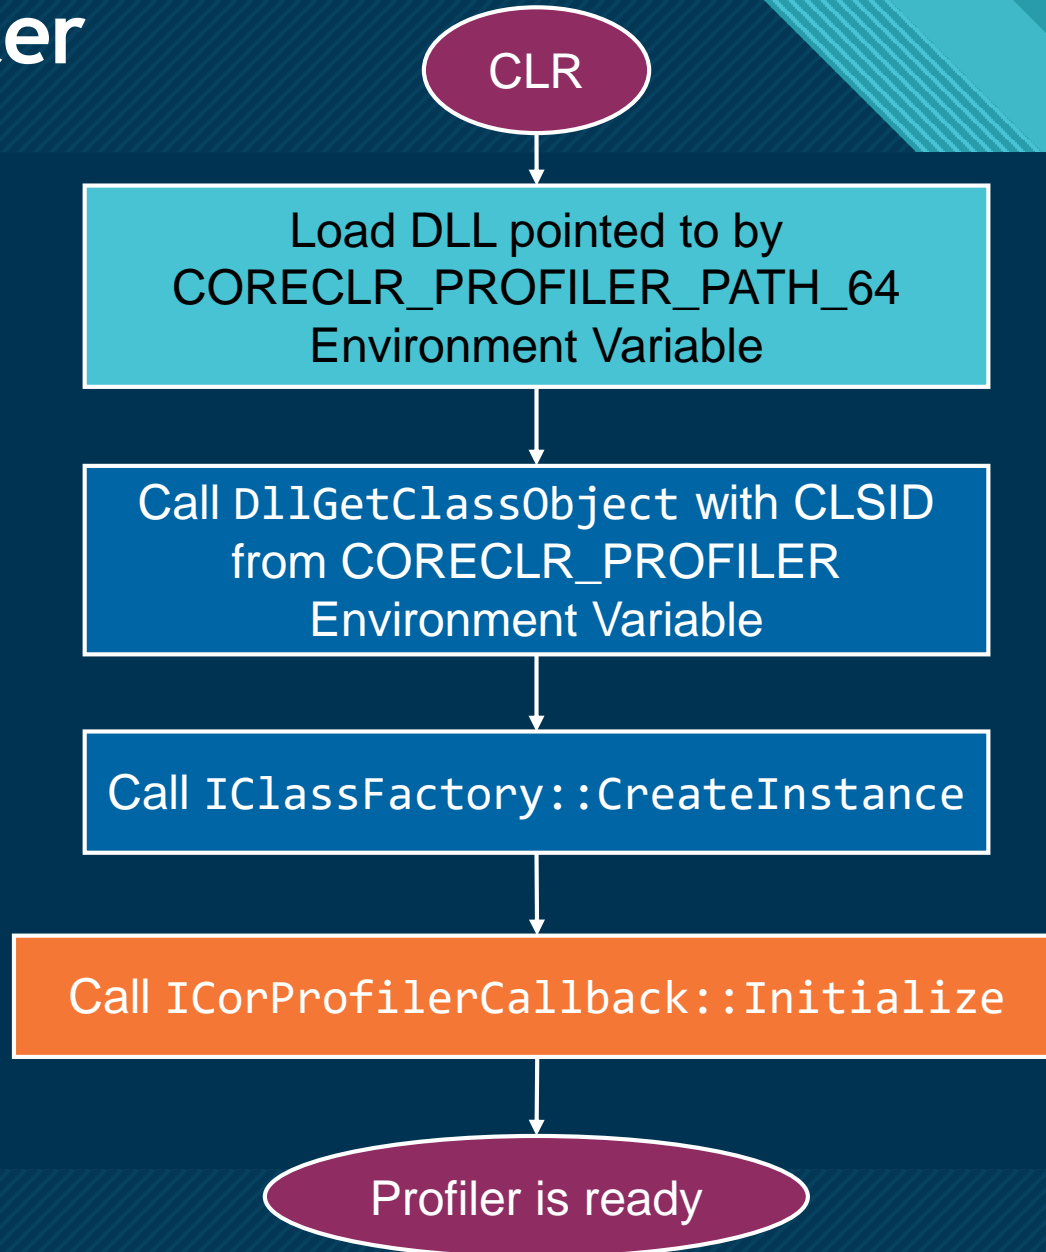 er
CLR
Load DLL pointed to by
CORECLR_PROFILER_PATH_64
Environment Variable
Call DllGetClassObject with CLSID
from CORECLR_PROFILER
Environment Variable
Call IClassFactory::CreateInstance
Call ICorProfilerCallback::Initialize
Profiler is ready